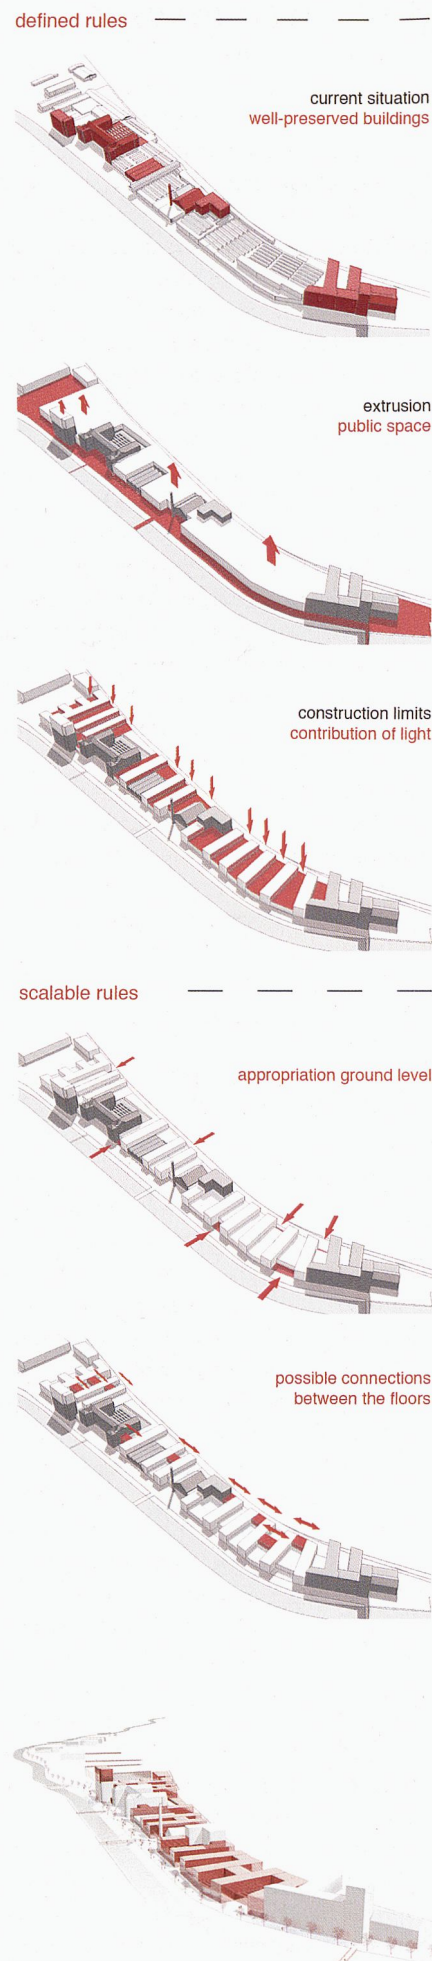 defined rules
current situation
well-preserved buildings
extrusion
public space
construction limits
contribution of light
scalable rules
appropriation ground level
possible connections
between the floors